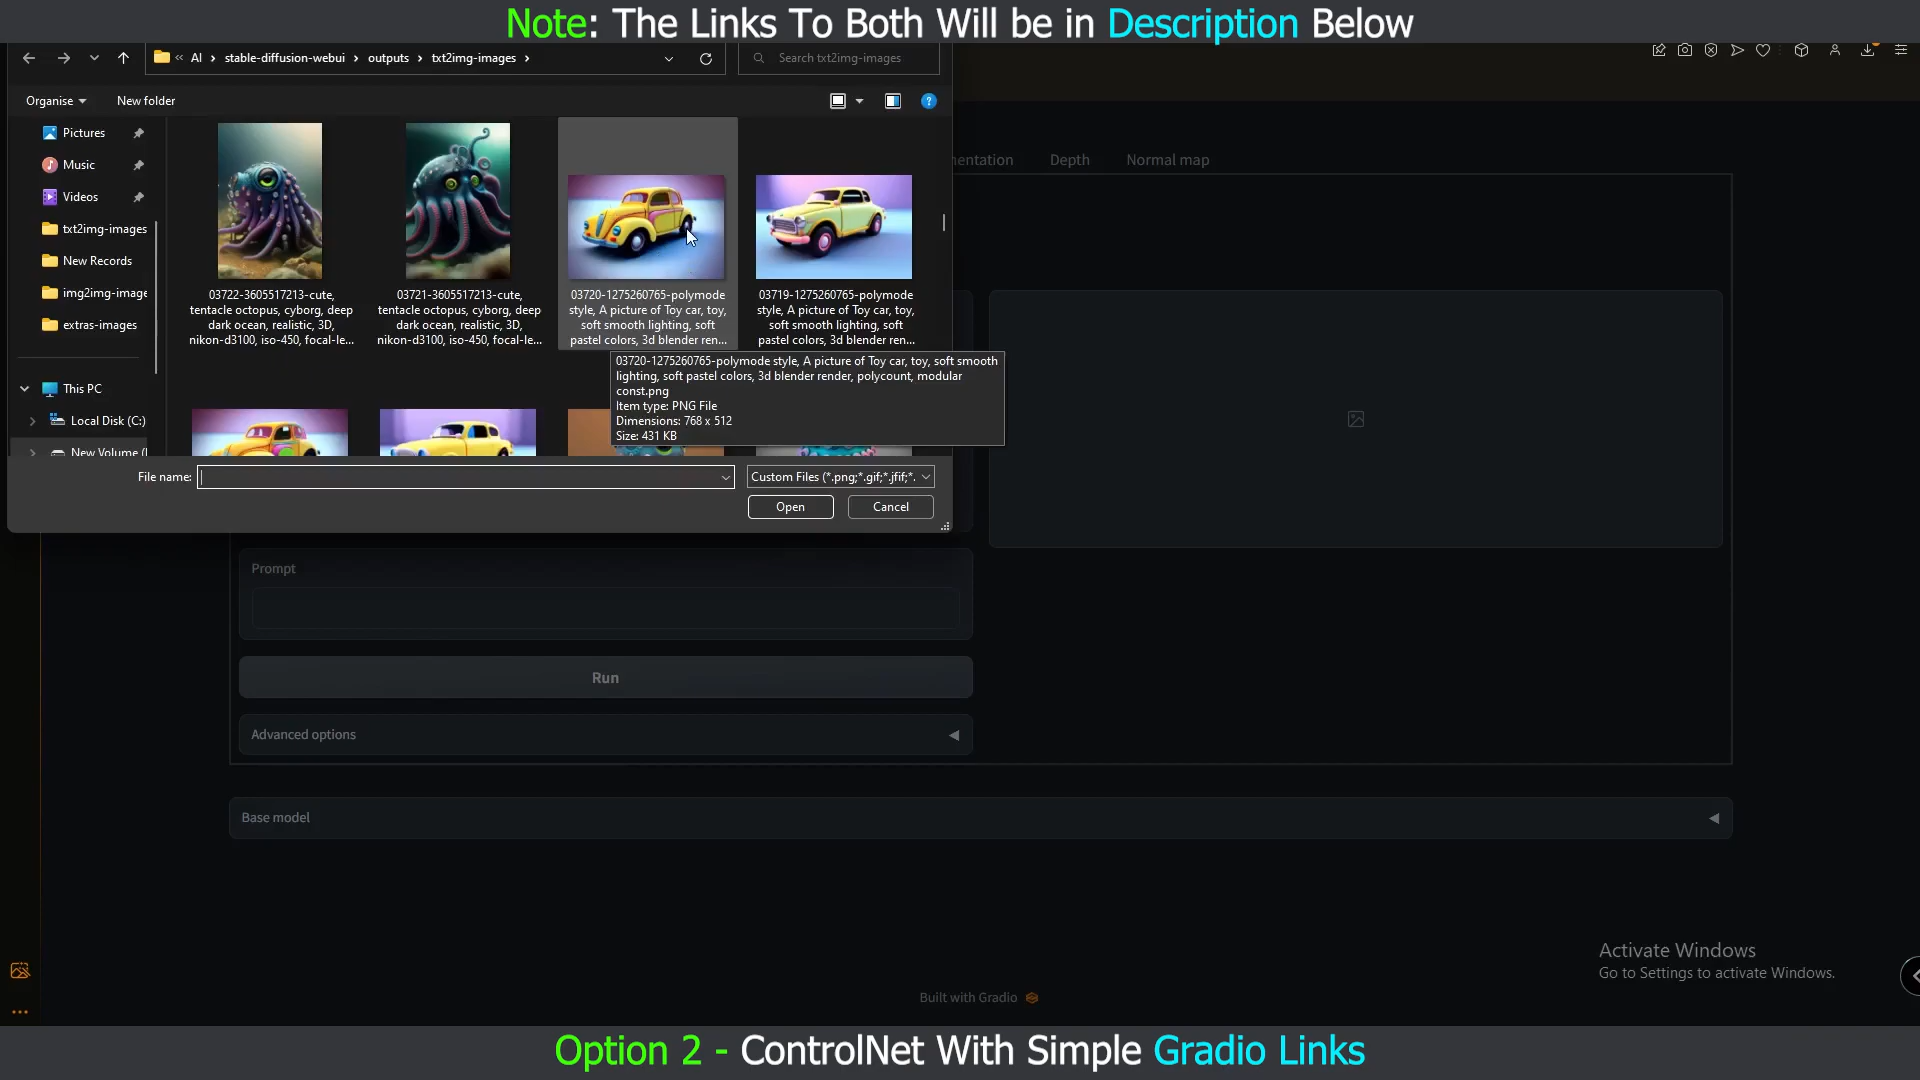 Note: The Links To Both Will be in Description Below
« AI › stable-diffusion-webui › outputs › txt2img-images ›
Search txt2img-images
Organise
New folder
Pictures
Music
Videos
txt2img-images
New Records
img2img-image
extras-images
This PC
Local Disk (C:)
New Volume (
03722-3605517213-cute,
tentacle octopus, cyborg, deep
dark ocean, realistic, 3D,
nikon-d3100, iso-450, focal-le...
03721-3605517213-cute,
tentacle octopus, cyborg, deep
dark ocean, realistic, 3D,
nikon-d3100, iso-450, focal-le...
03720-1275260765-polymode
style, A picture of Toy car, toy,
soft smooth lighting, soft
pastel colors, 3d blender ren...
03719-1275260765-polymode
style, A picture of Toy car, toy,
soft smooth lighting, soft
pastel colors, 3d blender ren...
03720-1275260765-polymode style, A picture of Toy car, toy, soft smooth
lighting, soft pastel colors, 3d blender render, polycount, modular
const.png
Item type: PNG File
Dimensions: 768 x 512
Size: 431 KB
File name:
Custom Files (*.png;*.gif;*.jfif;*.
Open
Cancel
mentation
Depth
Normal map
Prompt
Run
Advanced options
Base model
Activate Windows
Go to Settings to activate Windows.
Built with Gradio
Option 2 - ControlNet With Simple Gradio Links